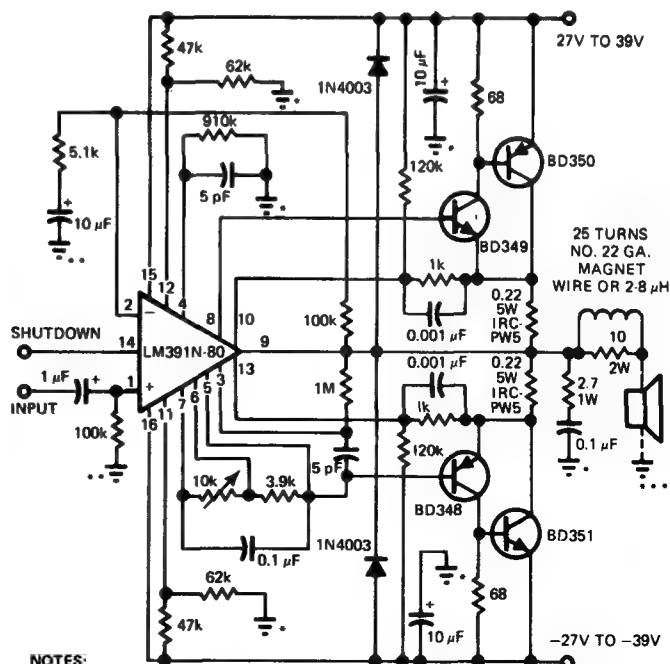 47k
62k
27V TO 39V
1N4003
10 µF
+
68
5.1k
910k
120k
BD350
5 pF
+
10 µF
BD349
25 TURNS
NO. 22 GA.
MAGNET
WIRE OR 2-8 µH
15
12
4
8
10
1k
2
−
100k
0.001 µF
0.22
5W
IRC-
PW5
SHUTDOWN
14
LM391N-80
9
13
0.001 µF
0.22
5W
IRC-
PW5
10
2W
1 µF
+
1
+
1M
2.7
1W
INPUT
16
11
7
6
5
3
1k
100k
5 pF
120k
0.1 µF
10k
3.9k
BD348
BD351
0.1 µF
1N4003
62k
+
10 µF
68
47k
NOTES:
−27V TO −39V